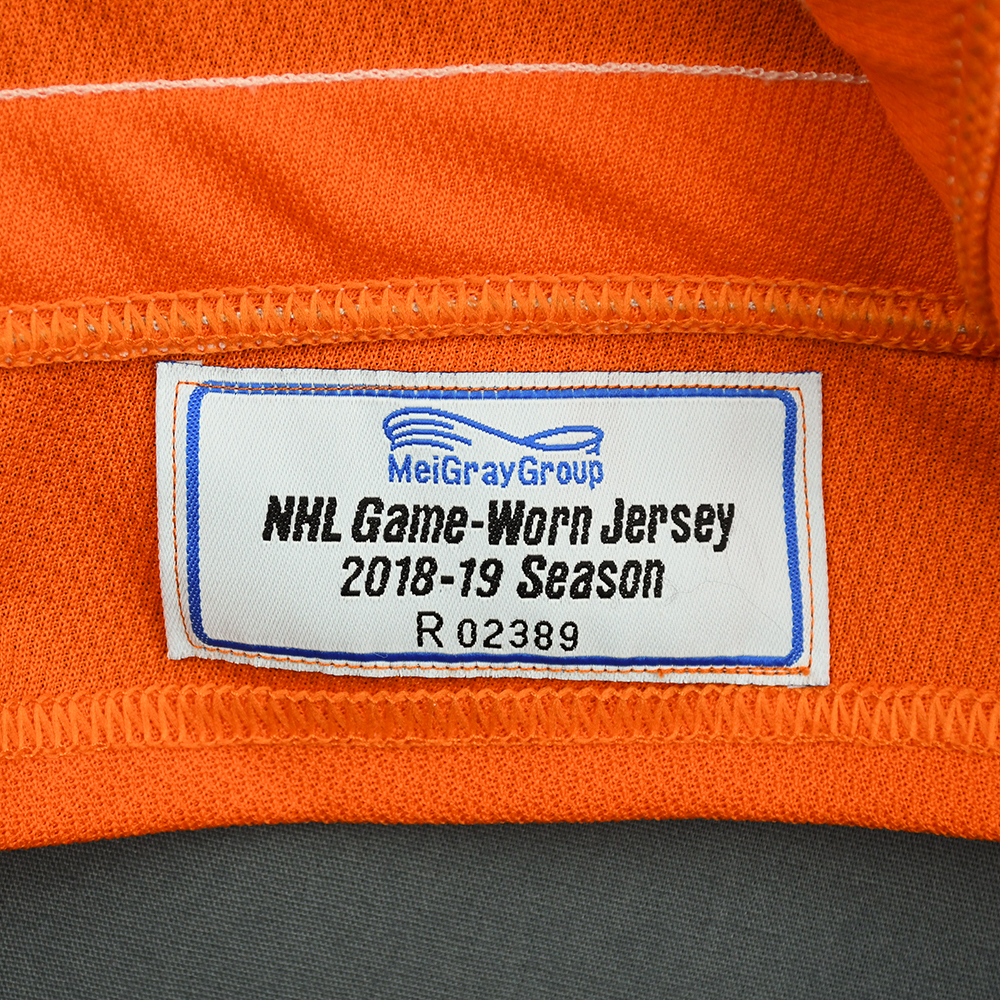 MeiGrayGroup
NHL Game-Worn Jersey
2018-19 Season
R 02389